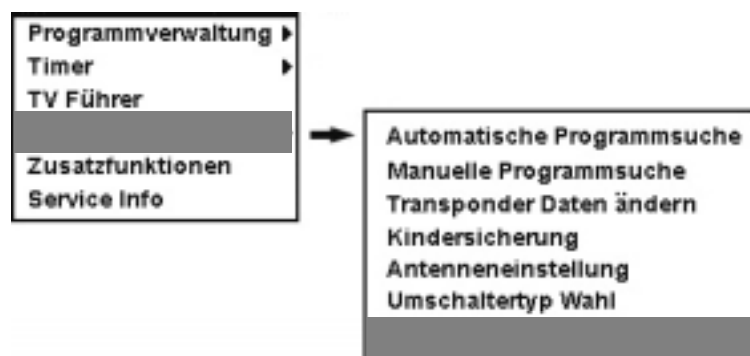 Programmverwaltung
Timer
TV Führer
Zusatzfunktionen
Service Info
Automatische Programmsuche
Manuelle Programmsuche
Transponder Daten ändern
Kindersicherung
Antenneneinstellung
Umschaltertyp Wahl